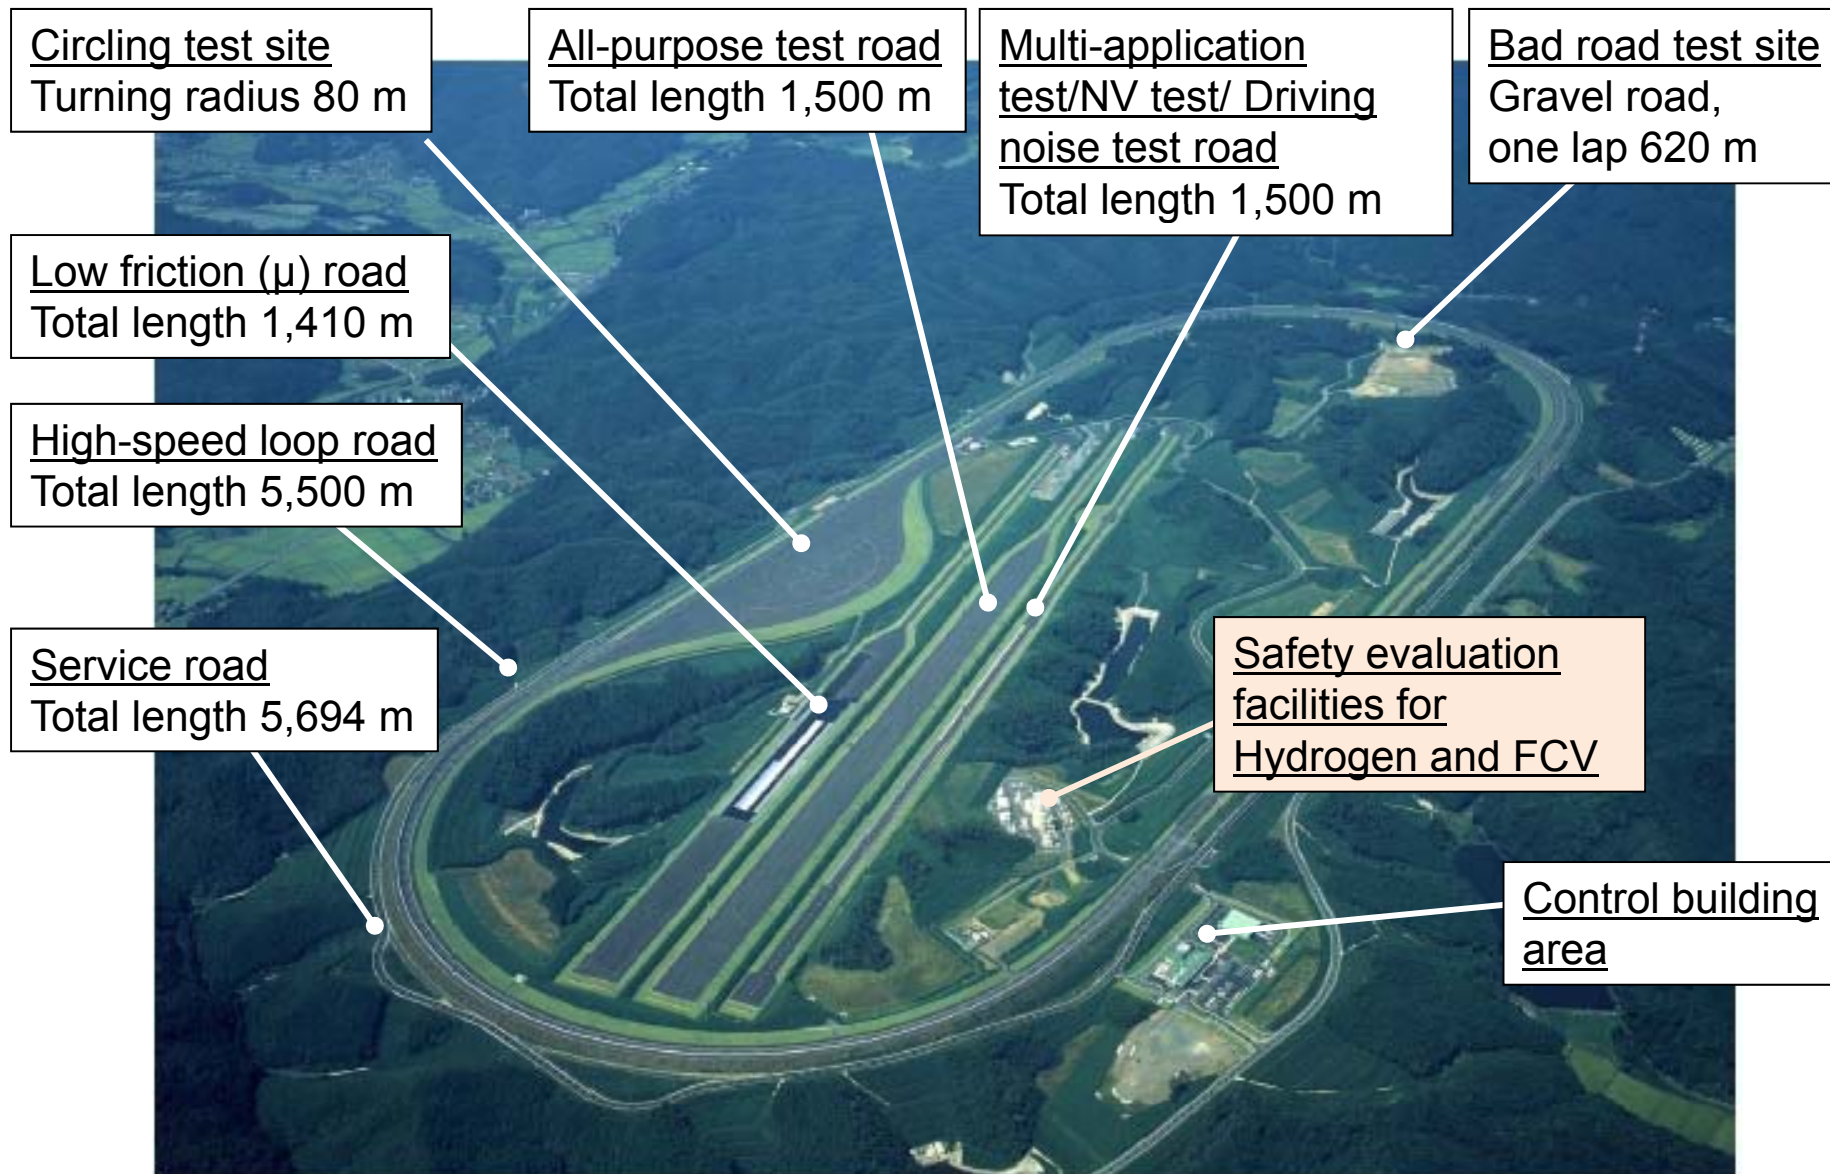 Circling test site
Turning radius 80 m
All-purpose test road
Total length 1,500 m
Multi-application
test/NV test/ Driving
noise test road
Total length 1,500 m
Bad road test site
Gravel road,
one lap 620 m
Low friction (μ) road
Total length 1,410 m
High-speed loop road
Total length 5,500 m
Service road
Total length 5,694 m
Safety evaluation
facilities for
Hydrogen and FCV
Control building
area